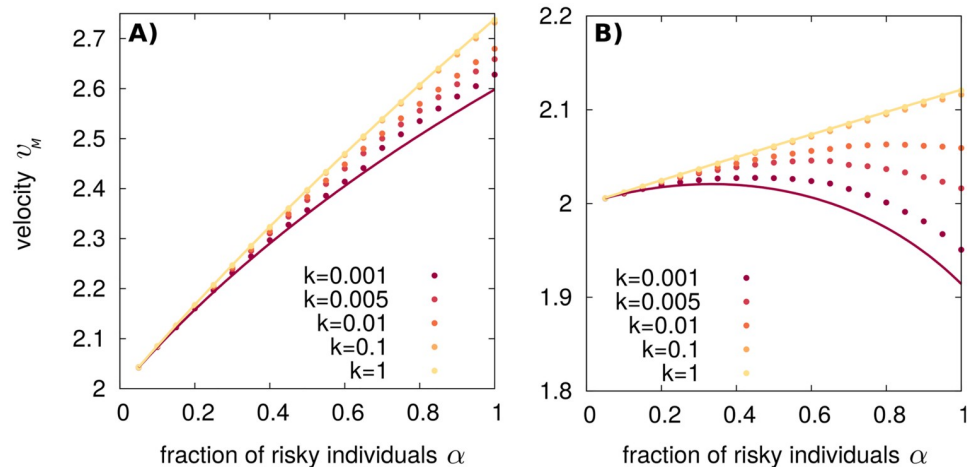 A)
2.7
2.6
2.5
2.4
2.3
2.2
2.1
2
velocity v_M
k=0.001
k=0.005
k=0.01
k=0.1
k=1
0 0.2 0.4 0.6 0.8 1
fraction of risky individuals α
B)
2.2
2.1
2
1.9
1.8
k=0.001
k=0.005
k=0.01
k=0.1
k=1
0 0.2 0.4 0.6 0.8 1
fraction of risky individuals α